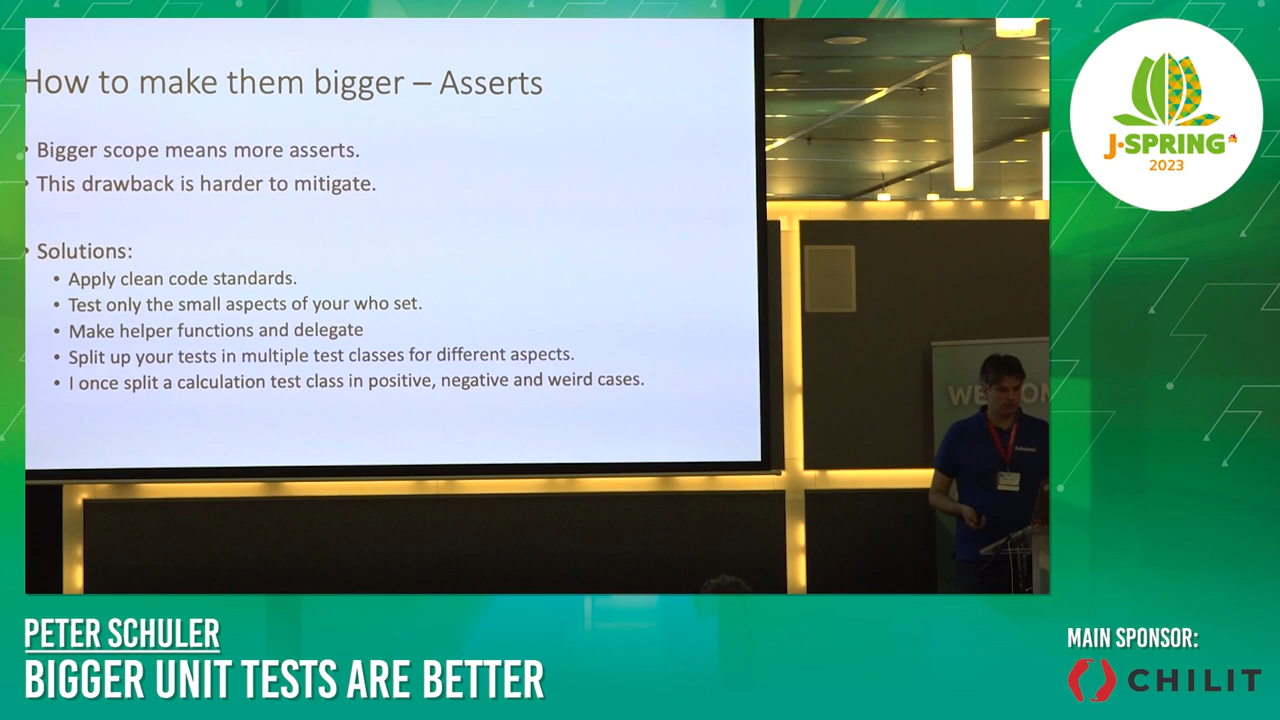 How to make them bigger – Asserts
• Bigger scope means more asserts.
• This drawback is harder to mitigate.
• Solutions:
• Apply clean code standards.
• Test only the small aspects of your who set.
• Make helper functions and delegate
• Split up your tests in multiple test classes for different aspects.
• I once split a calculation test class in positive, negative and weird cases.
J·SPRING
2023
PETER SCHULER
BIGGER UNIT TESTS ARE BETTER
MAIN SPONSOR:
CHILIT